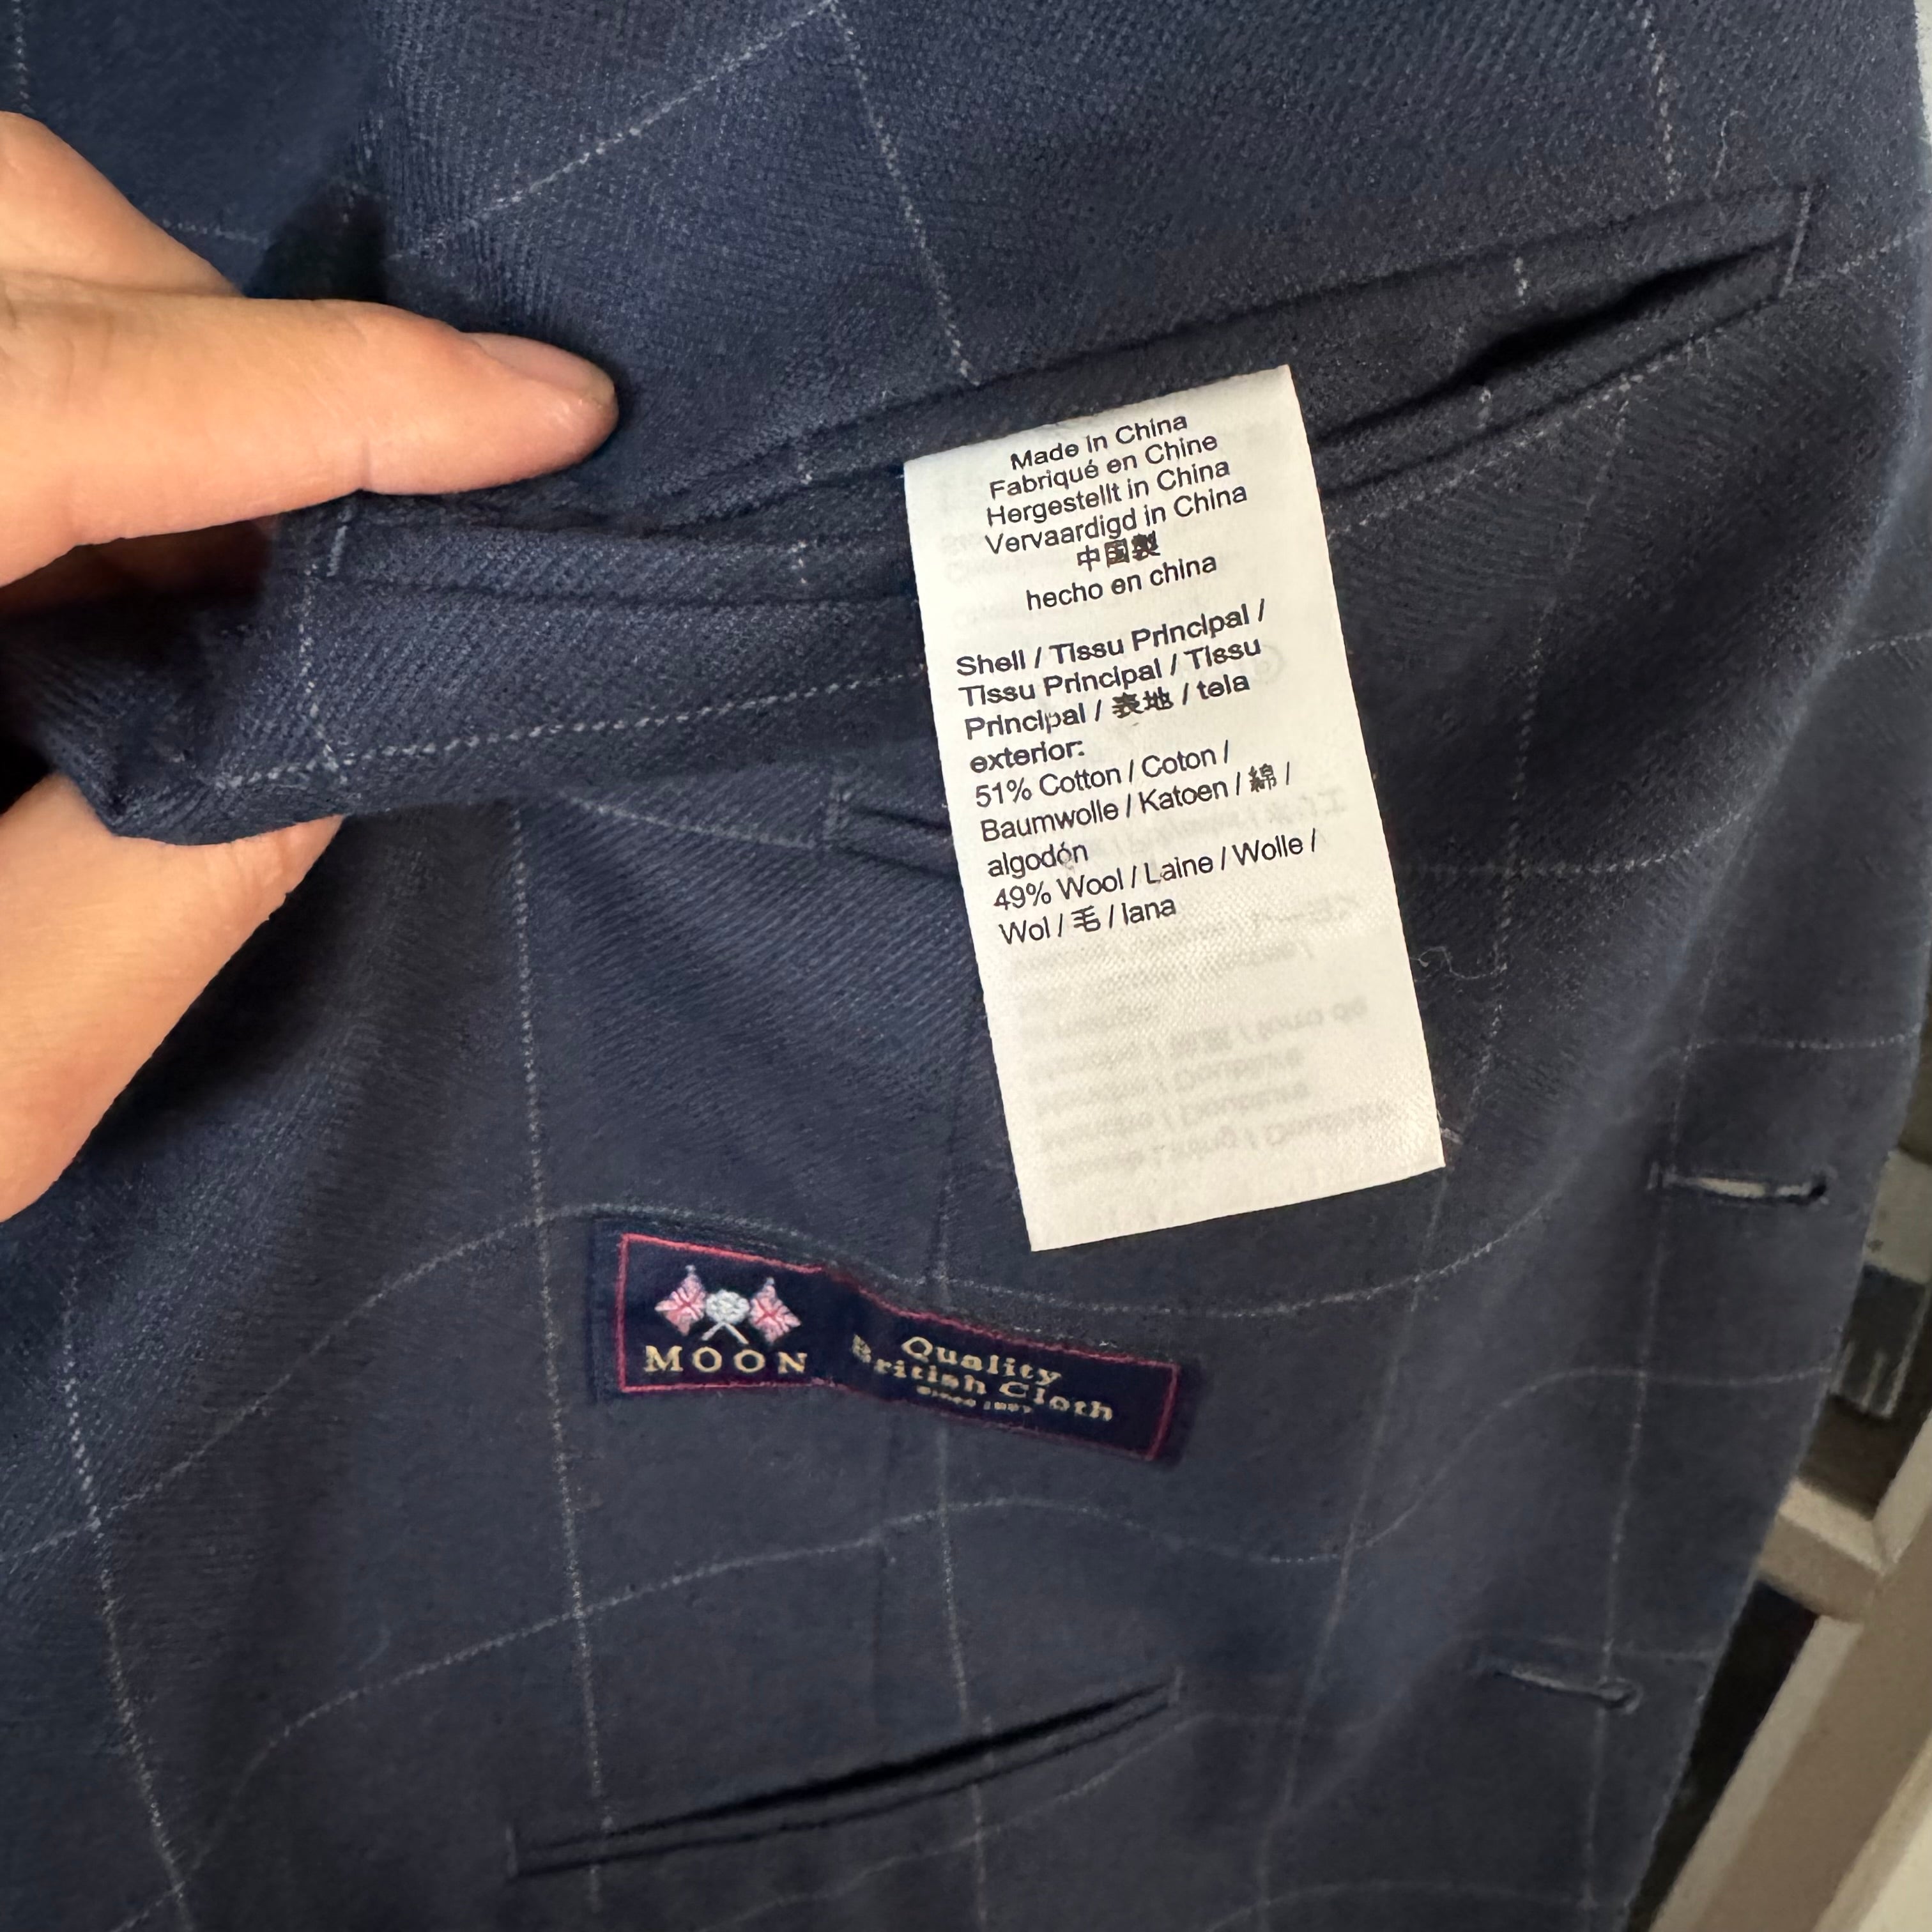 Made in China
Fabriqué en Chine
Hergestellt in China
Vervaardigd in China
中国製
hecho en china
Shell / Tissu Principal /
Tissu Principal / Tissu
Principal / 表地 / tela
exterior:
51% Cotton / Coton /
Baumwolle / Katoen / 綿 /
algodón
49% Wool / Laine / Wolle /
Wol / 毛 / lana
MOON
Quality
British Cloth
Since